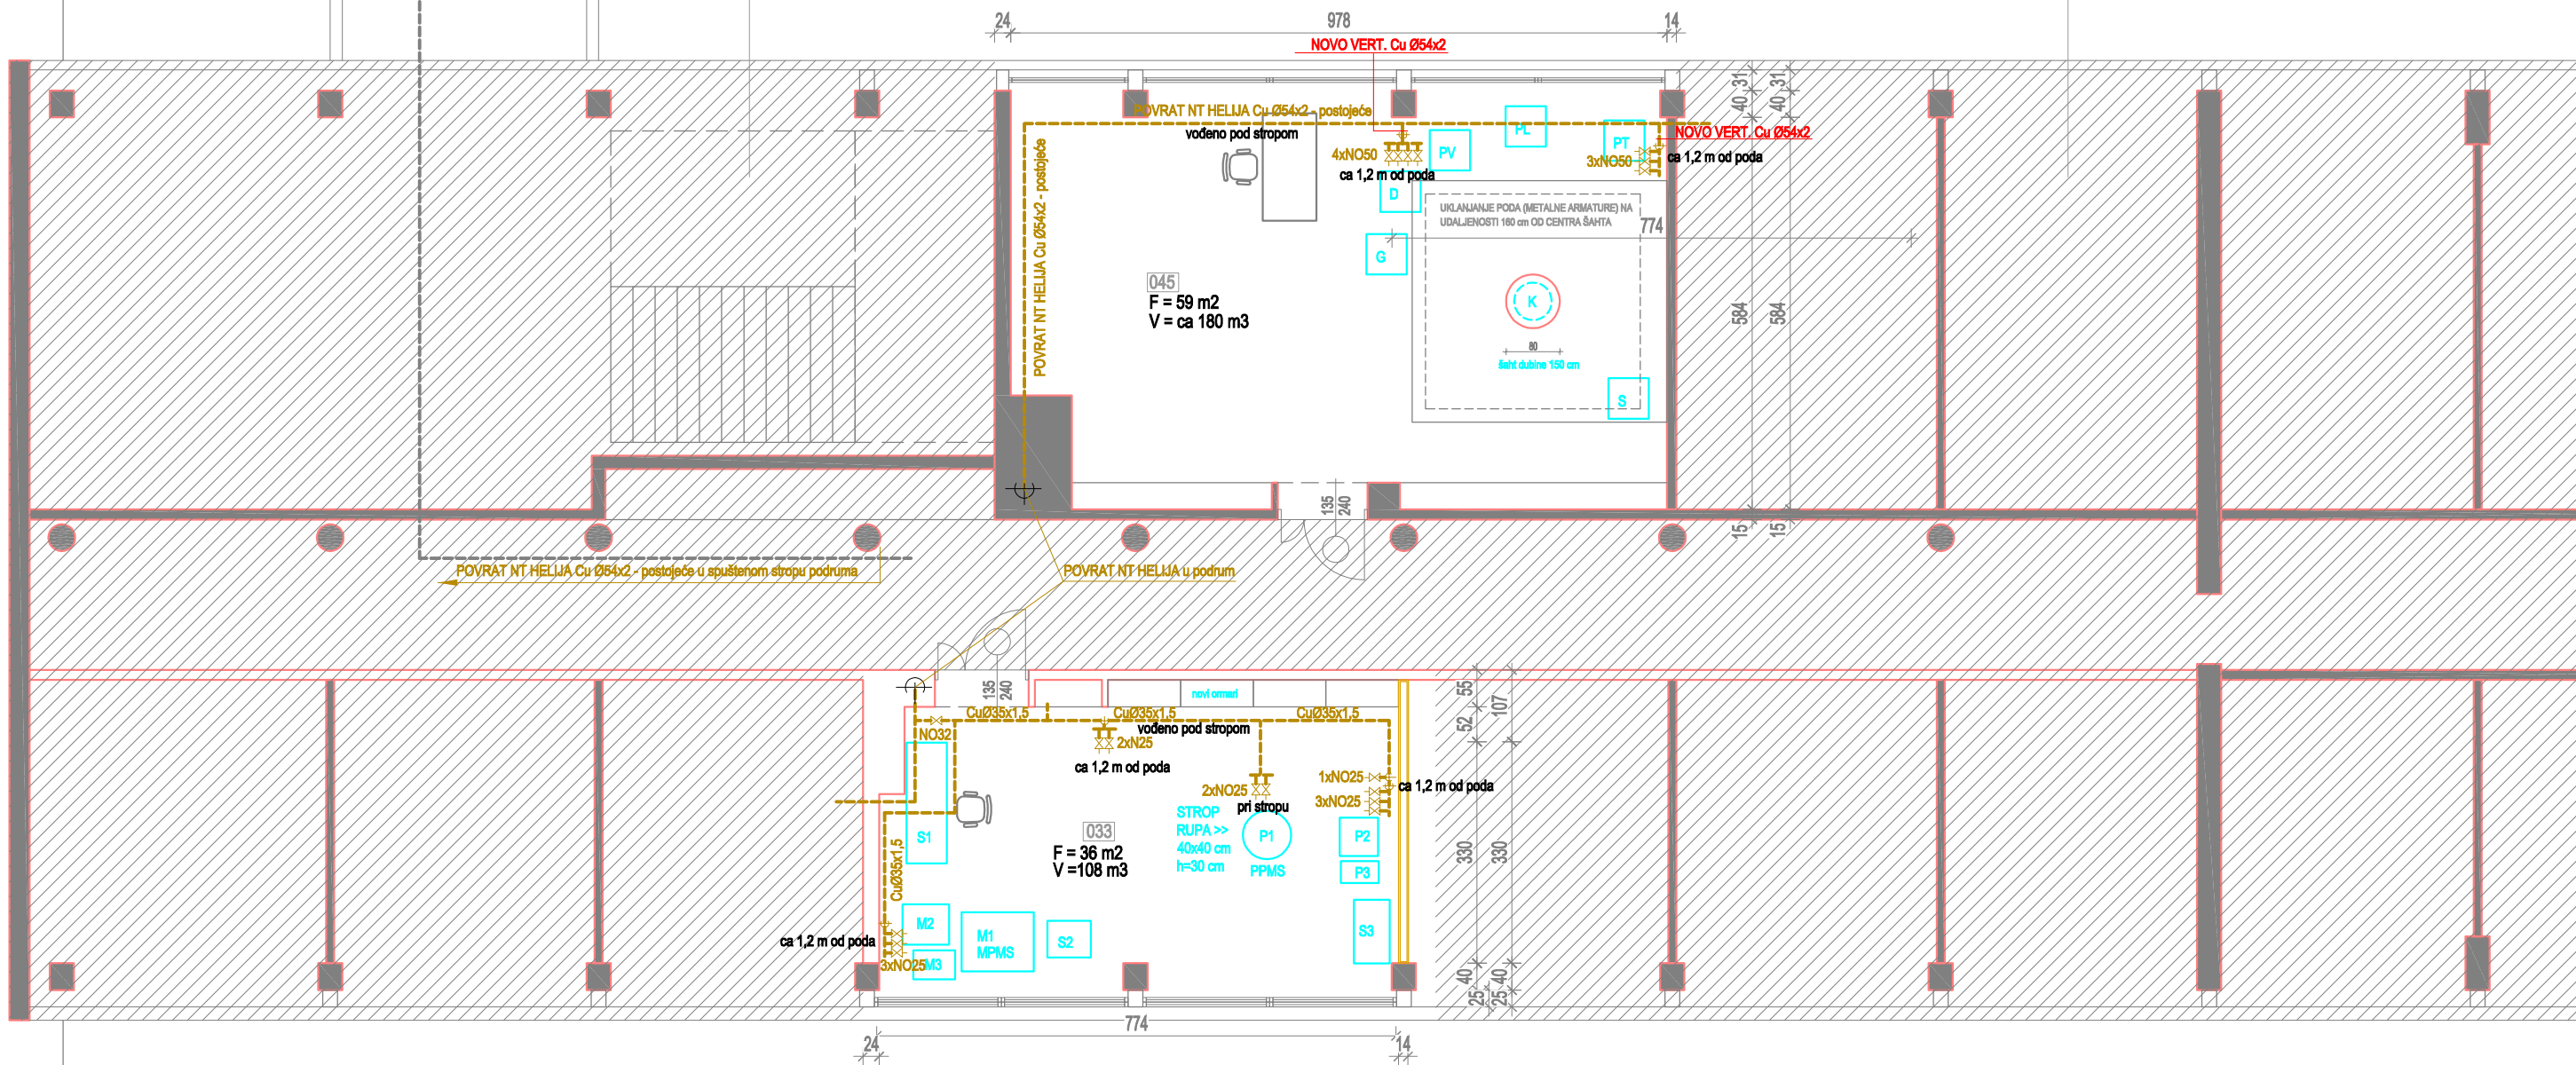 24
978
14
NOVO VERT. Cu Ø54x2
POVRAT NT HELIJA Cu Ø54x2 - postojeće
vođeno pod stropom
POVRAT NT HELIJA Cu Ø54x2 - postojeće
4xNO50
ca 1,2 m od poda
PV
PL
PT
3xNO50
NOVO VERT. Cu Ø54x2
ca 1,2 m od poda
31
31
40
40
D
G
UKLANJANJE PODA (METALNE ARMATURE) NA
UDALJENOSTI 160 cm OD CENTRA ŠAHTA
774
045
F = 59 m2
V = ca 180 m3
K
80
šaht dubine 150 cm
S
584
584
135
240
15
15
POVRAT NT HELIJA Cu Ø54x2 - postojeće u spuštenom stropu podruma
POVRAT NT HELIJA u podrum
135
240
novi ormari
CuØ35x1,5
CuØ35x1,5
CuØ35x1,5
NO32
2xN25
vođeno pod stropom
ca 1,2 m od poda
2xNO25
pri stropu
1xNO25
3xNO25
ca 1,2 m od poda
55
52
107
STROP
RUPA >>
40x40 cm
h=30 cm
P1
PPMS
P2
P3
S3
S1
CuØ35x1,5
033
F = 36 m2
V =108 m3
330
330
M2
M1
MPMS
S2
M3
ca 1,2 m od poda
3xNO25
40
40
25
25
774
24
14